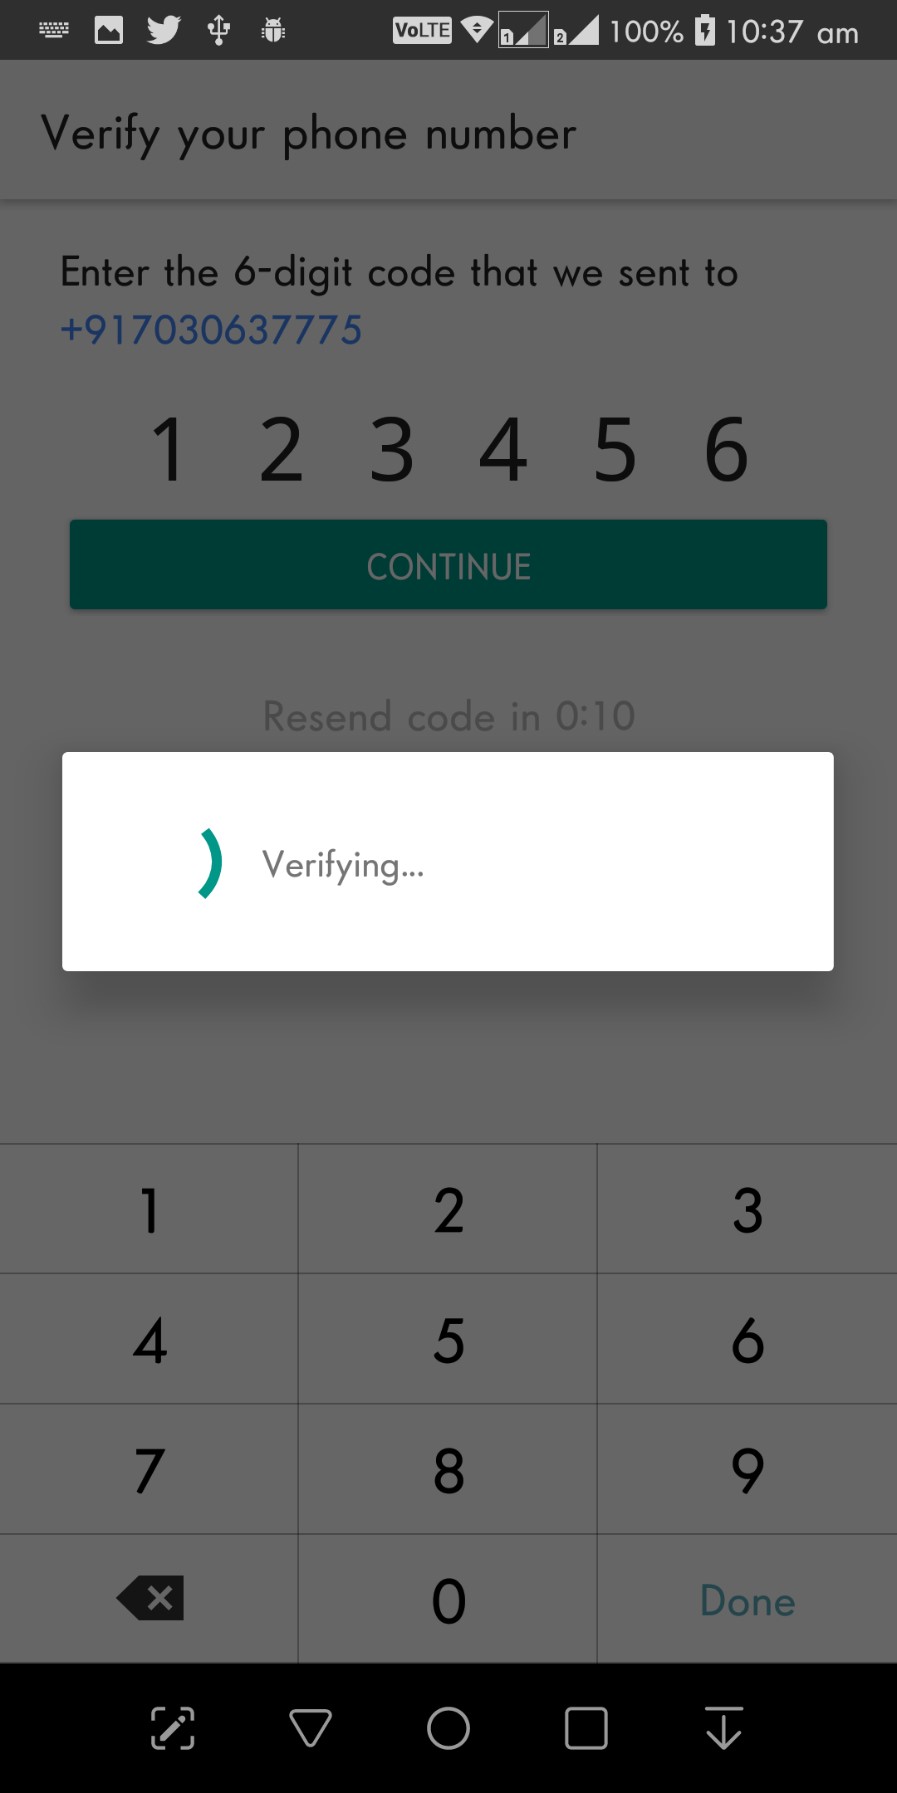 VoLTE 1 2 100% 10:37 am
Verify your phone number
Enter the 6-digit code that we sent to
+917030637775
1 2 3 4 5 6
CONTINUE
Resend code in 0:10
Verifying...
1 2 3
4 5 6
7 8 9
0 Done